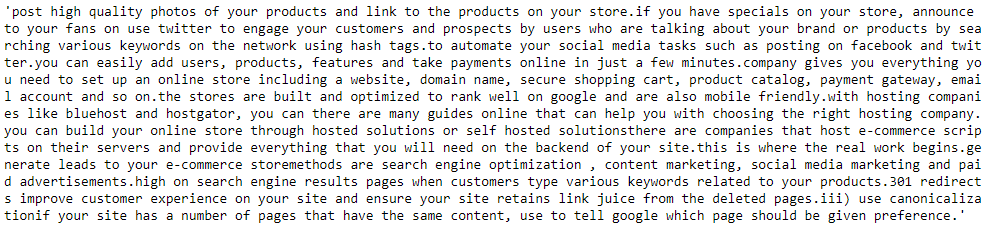 'post high quality photos of your products and link to the products on your store.if you have specials on your store, announce
to your fans on use twitter to engage your customers and prospects by users who are talking about your brand or products by sea
rching various keywords on the network using hash tags.to automate your social media tasks such as posting on facebook and twit
ter.you can easily add users, products, features and take payments online in just a few minutes.company gives you everything yo
u need to set up an online store including a website, domain name, secure shopping cart, product catalog, payment gateway, emai
l account and so on.the stores are built and optimized to rank well on google and are also mobile friendly.with hosting compani
es like bluehost and hostgator, you can there are many guides online that can help you with choosing the right hosting company.
you can build your online store through hosted solutions or self hosted solutionsthere are companies that host e-commerce scrip
ts on their servers and provide everything that you will need on the backend of your site.this is where the real work begins.ge
nerate leads to your e-commerce storemethods are search engine optimization , content marketing, social media marketing and pai
d advertisements.high on search engine results pages when customers type various keywords related to your products.301 redirect
s improve customer experience on your site and ensure your site retains link juice from the deleted pages.iii) use canonicaliza
tionif your site has a number of pages that have the same content, use to tell google which page should be given preference.'